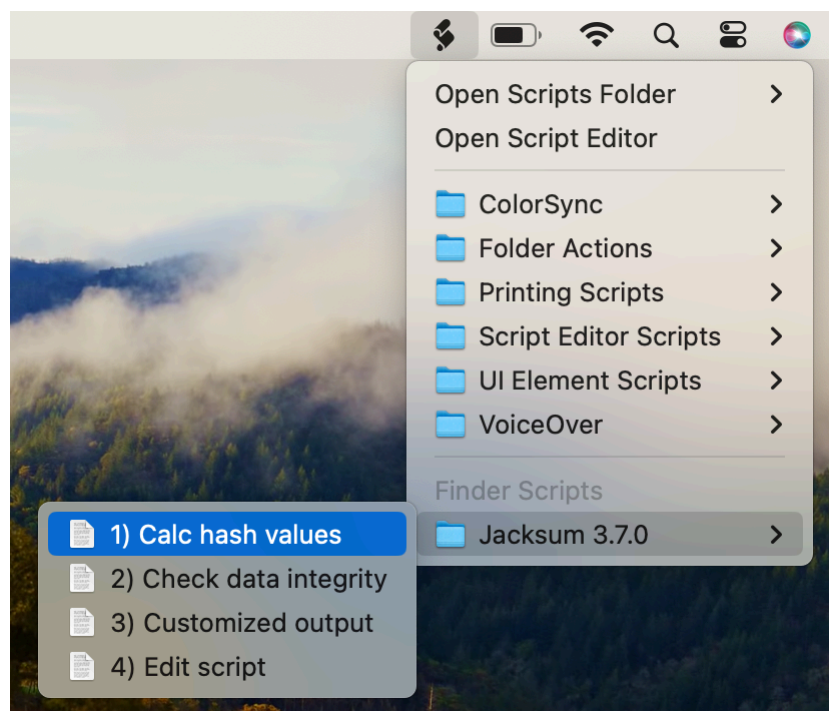 Open Scripts Folder
Open Script Editor
ColorSync
Folder Actions
Printing Scripts
Script Editor Scripts
UI Element Scripts
VoiceOver
Finder Scripts
Jacksum 3.7.0
1) Calc hash values
2) Check data integrity
3) Customized output
4) Edit script